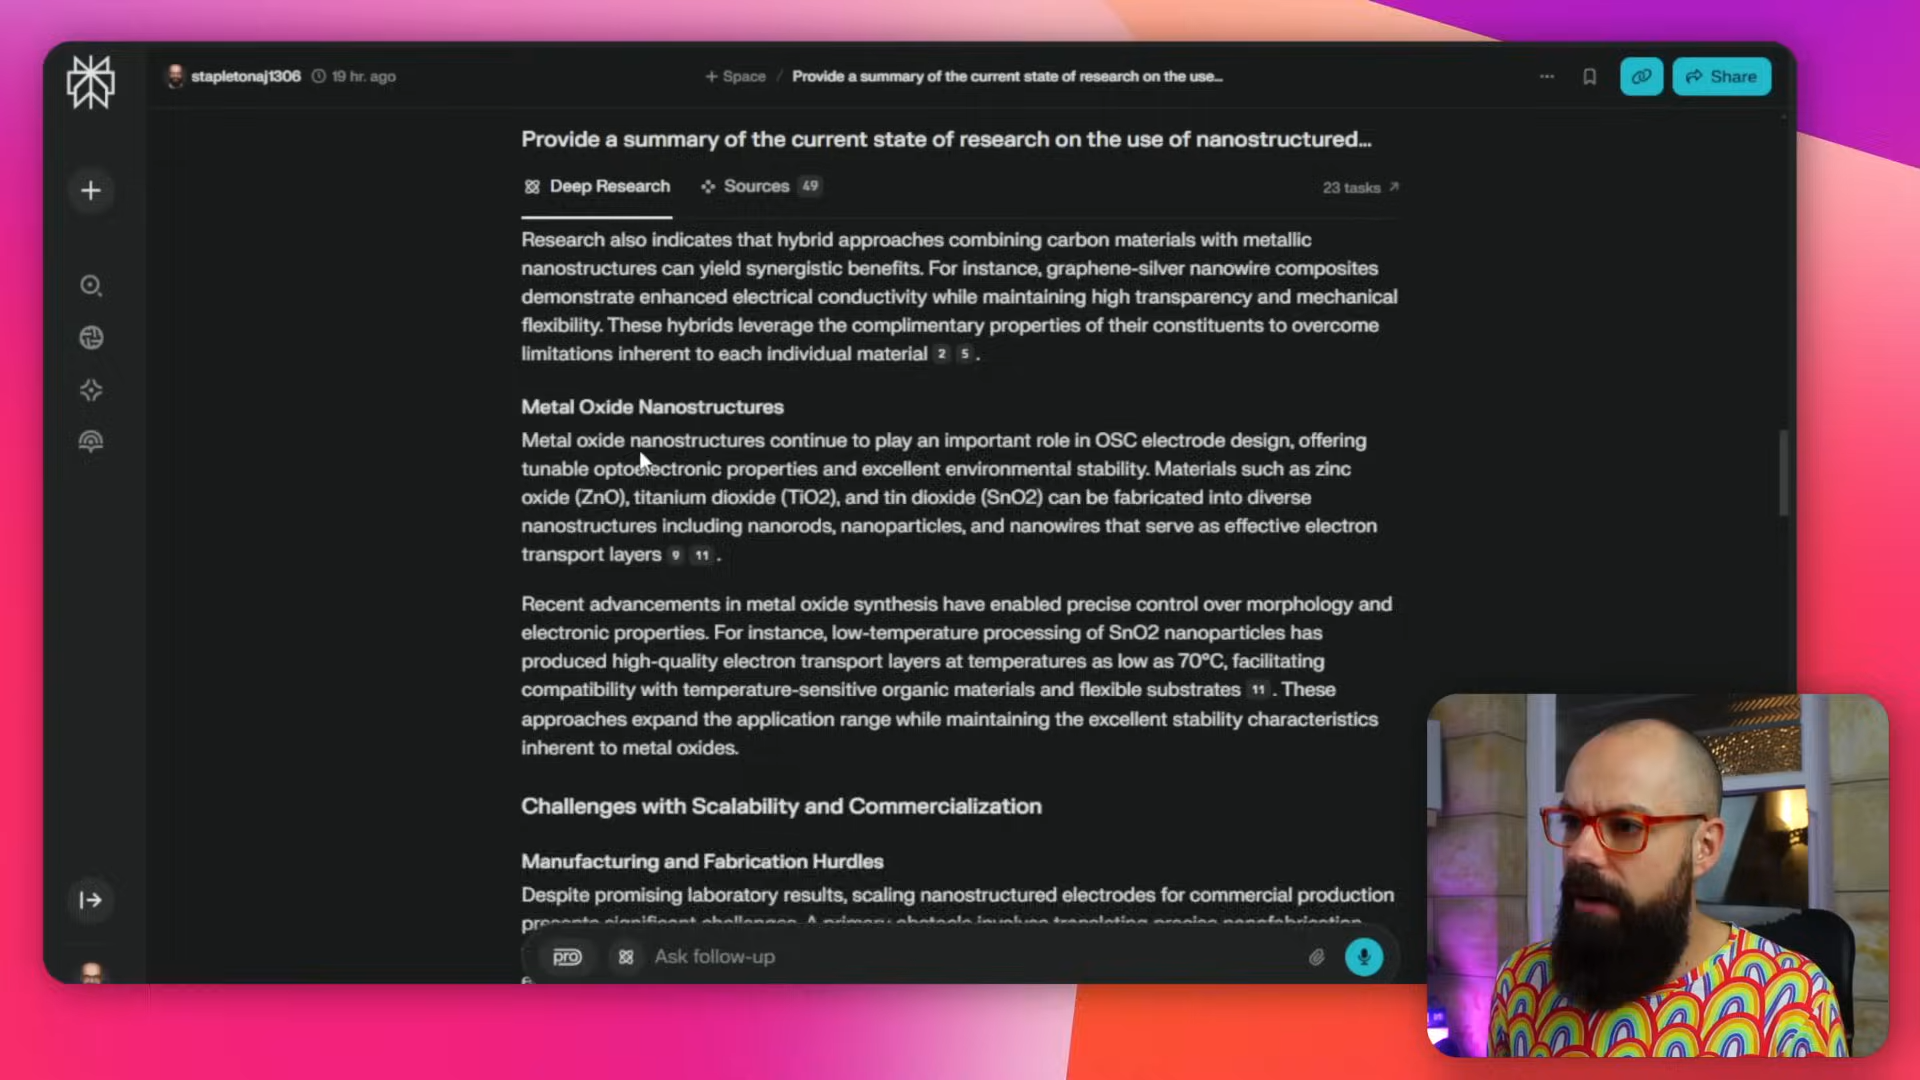 stapletonaj1306 19 hr. ago
+ Space / Provide a summary of the current state of research on the use...
Share
Provide a summary of the current state of research on the use of nanostructured...
Deep Research Sources 49
23 tasks
Research also indicates that hybrid approaches combining carbon materials with metallic
nanostructures can yield synergistic benefits. For instance, graphene-silver nanowire composites
demonstrate enhanced electrical conductivity while maintaining high transparency and mechanical
flexibility. These hybrids leverage the complimentary properties of their constituents to overcome
limitations inherent to each individual material 2 5 .
Metal Oxide Nanostructures
Metal oxide nanostructures continue to play an important role in OSC electrode design, offering
tunable optoelectronic properties and excellent environmental stability. Materials such as zinc
oxide (ZnO), titanium dioxide (TiO2), and tin dioxide (SnO2) can be fabricated into diverse
nanostructures including nanorods, nanoparticles, and nanowires that serve as effective electron
transport layers 9 11 .
Recent advancements in metal oxide synthesis have enabled precise control over morphology and
electronic properties. For instance, low-temperature processing of SnO2 nanoparticles has
produced high-quality electron transport layers at temperatures as low as 70°C, facilitating
compatibility with temperature-sensitive organic materials and flexible substrates 11 . These
approaches expand the application range while maintaining the excellent stability characteristics
inherent to metal oxides.
Challenges with Scalability and Commercialization
Manufacturing and Fabrication Hurdles
Despite promising laboratory results, scaling nanostructured electrodes for commercial production
presents significant challenges. A primary obstacle involves translating precise nanofabrication
pro Ask follow-up